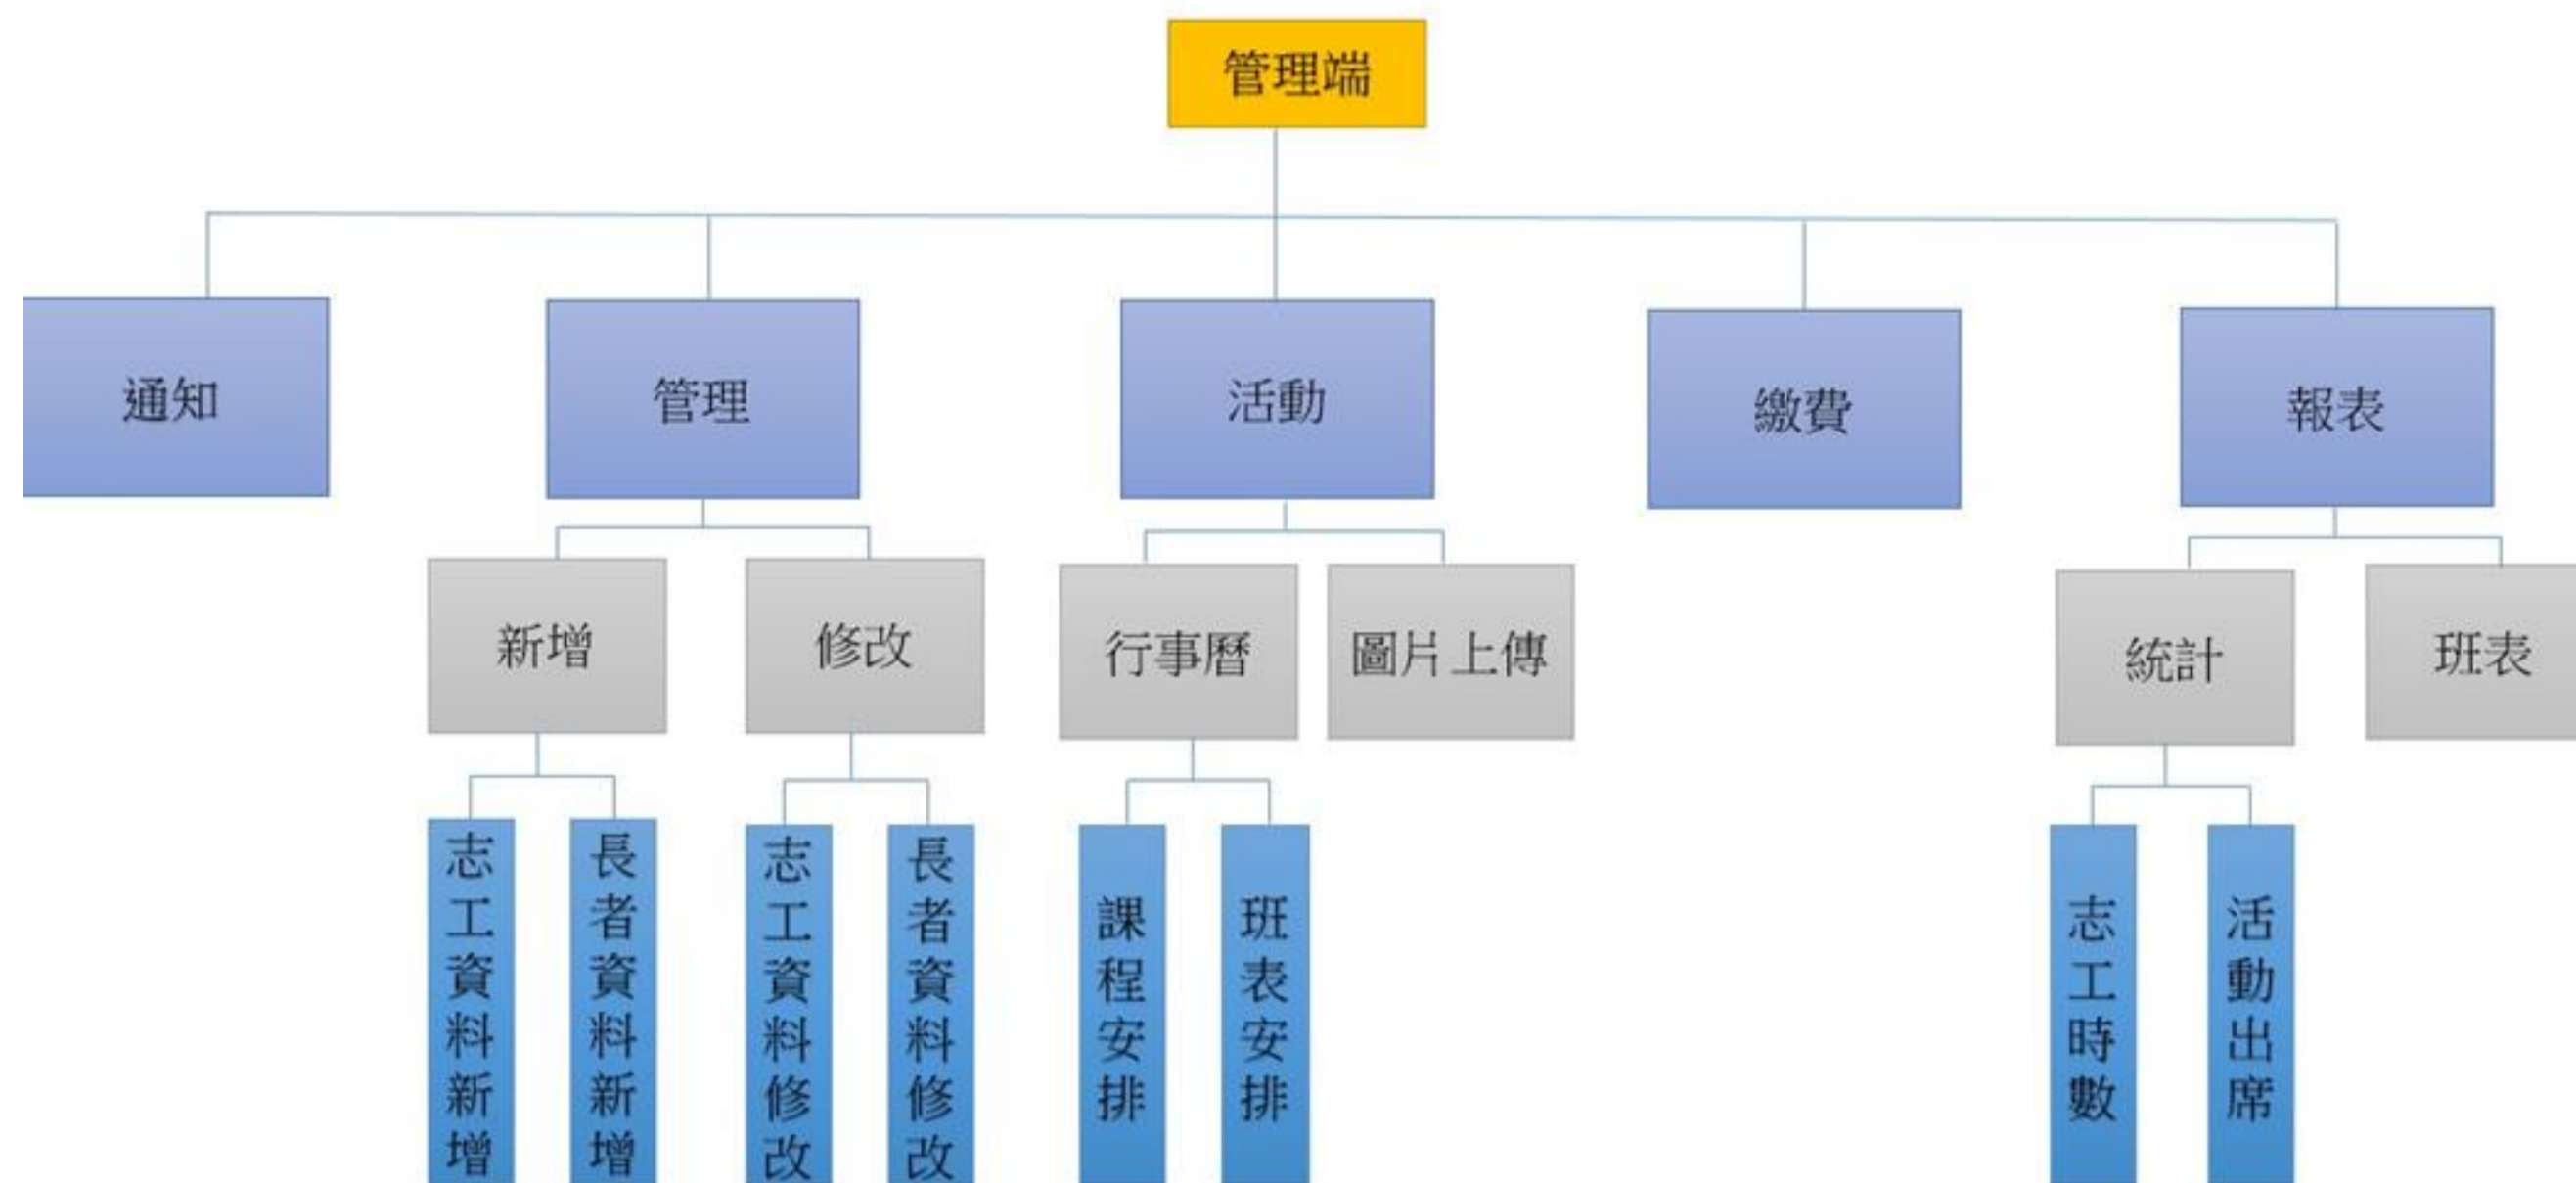 管理端
通知
管理
活動
繳費
報表
新增
修改
行事曆
圖片上傳
統計
班表
志工資料新增
長者資料新增
志工資料修改
長者資料修改
課程安排
班表安排
志工時數
活動出席